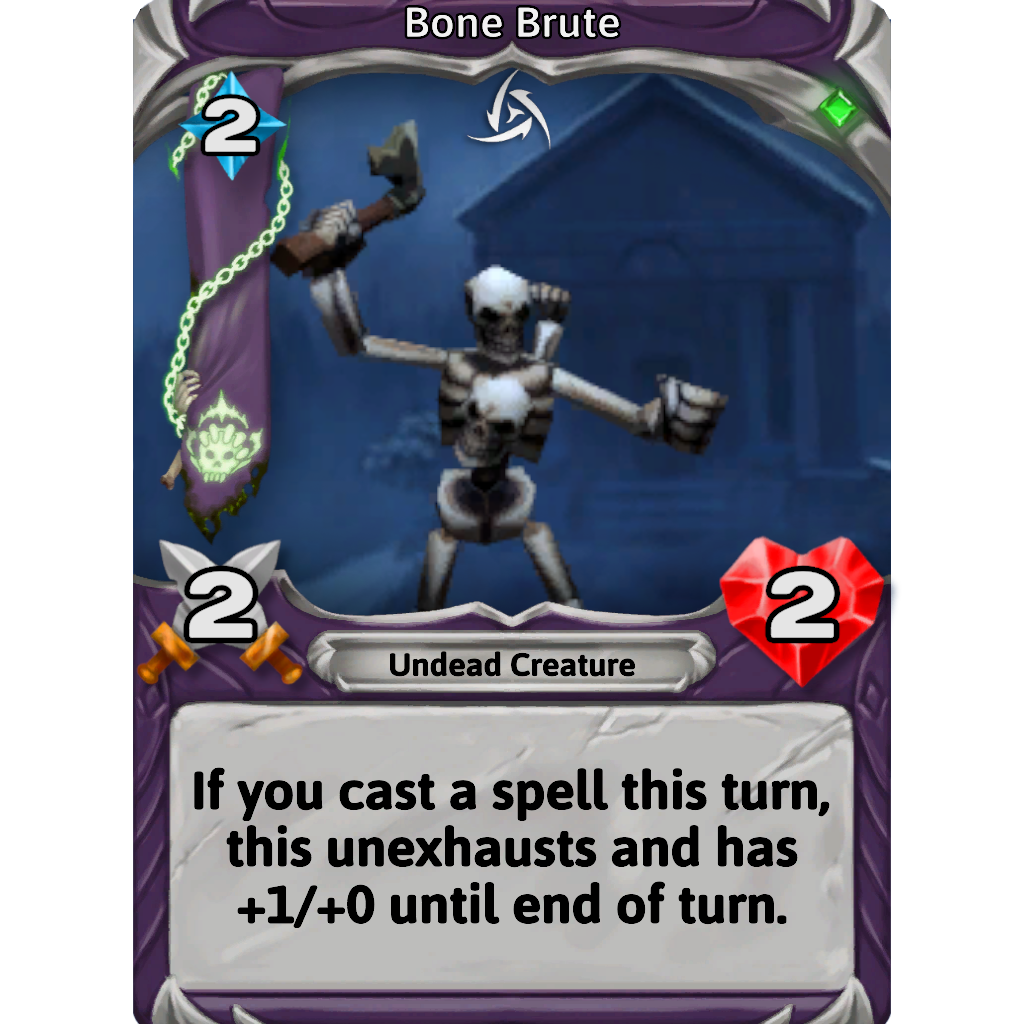 Bone Brute
2
2
2
Undead Creature
If you cast a spell this turn,
this unexhausts and has
+1/+0 until end of turn.